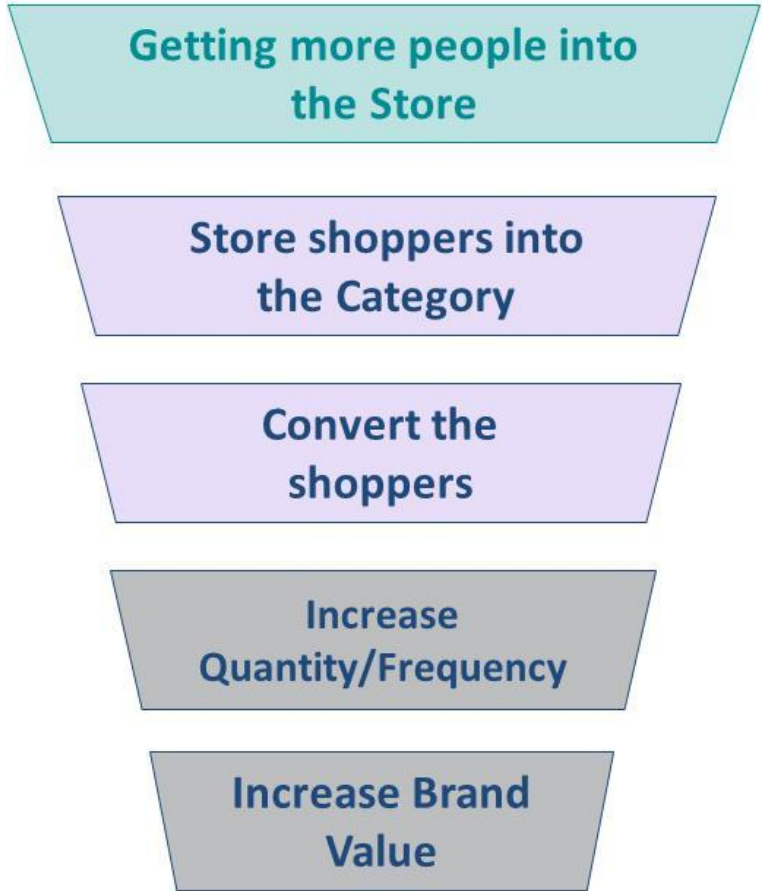 Getting more people into
the Store
Store shoppers into
the Category
Convert the
shoppers
Increase
Quantity/Frequency
Increase Brand
Value